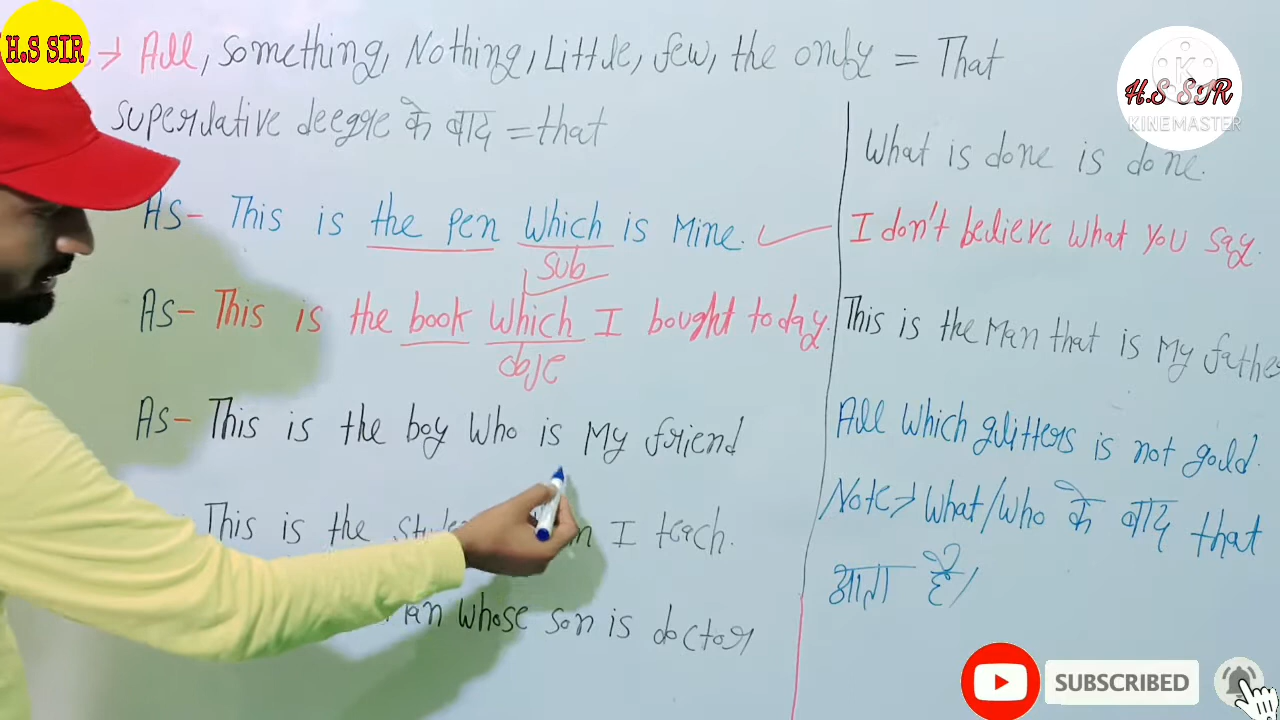 H.S SIR
All, something, Nothing, Little, few, the only = That
superlative deegre के बाद = that
As- This is the pen Which is Mine.
sub
As- This is the book Which I bought today.
obje
As- This is the boy Who is My friend
This is the I teach.
whose son is doctor
H.S SIR
KINEMASTER
What is done is done.
I don't believe what you say.
This is the Man that is My fathe
All which glitters is not gold.
Note→ What/Who के बाद that
आता है।
SUBSCRIBED